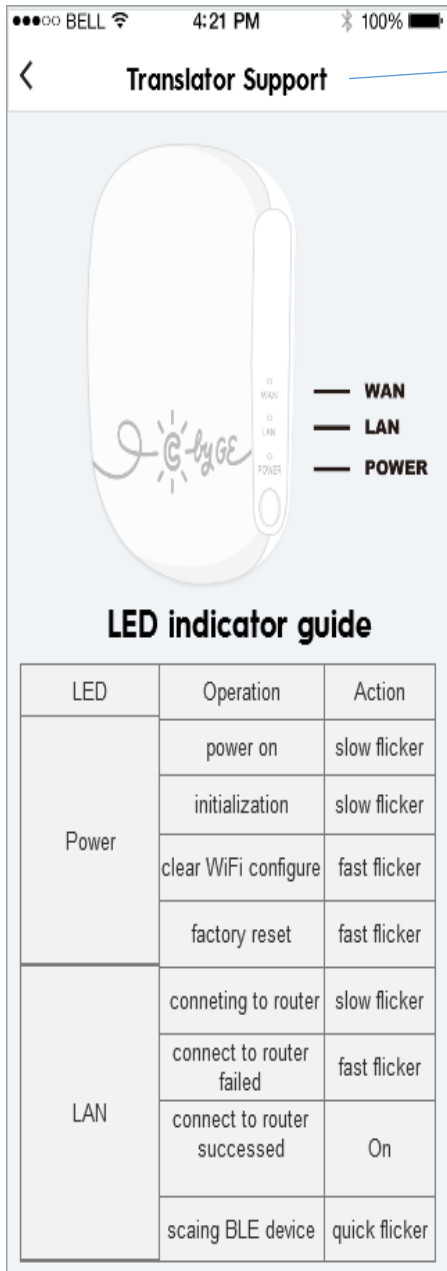 BELL 4:21 PM 100%
Translator Support
WAN
LAN
POWER
WAN
LAN
POWER
C by GE
LED indicator guide
LED Operation Action
Power
power on slow flicker
initialization slow flicker
clear WiFi configure fast flicker
factory reset fast flicker
LAN
conneting to router slow flicker
connect to router
failed
fast flicker
connect to router
successed
On
scaing BLE device quick flicker